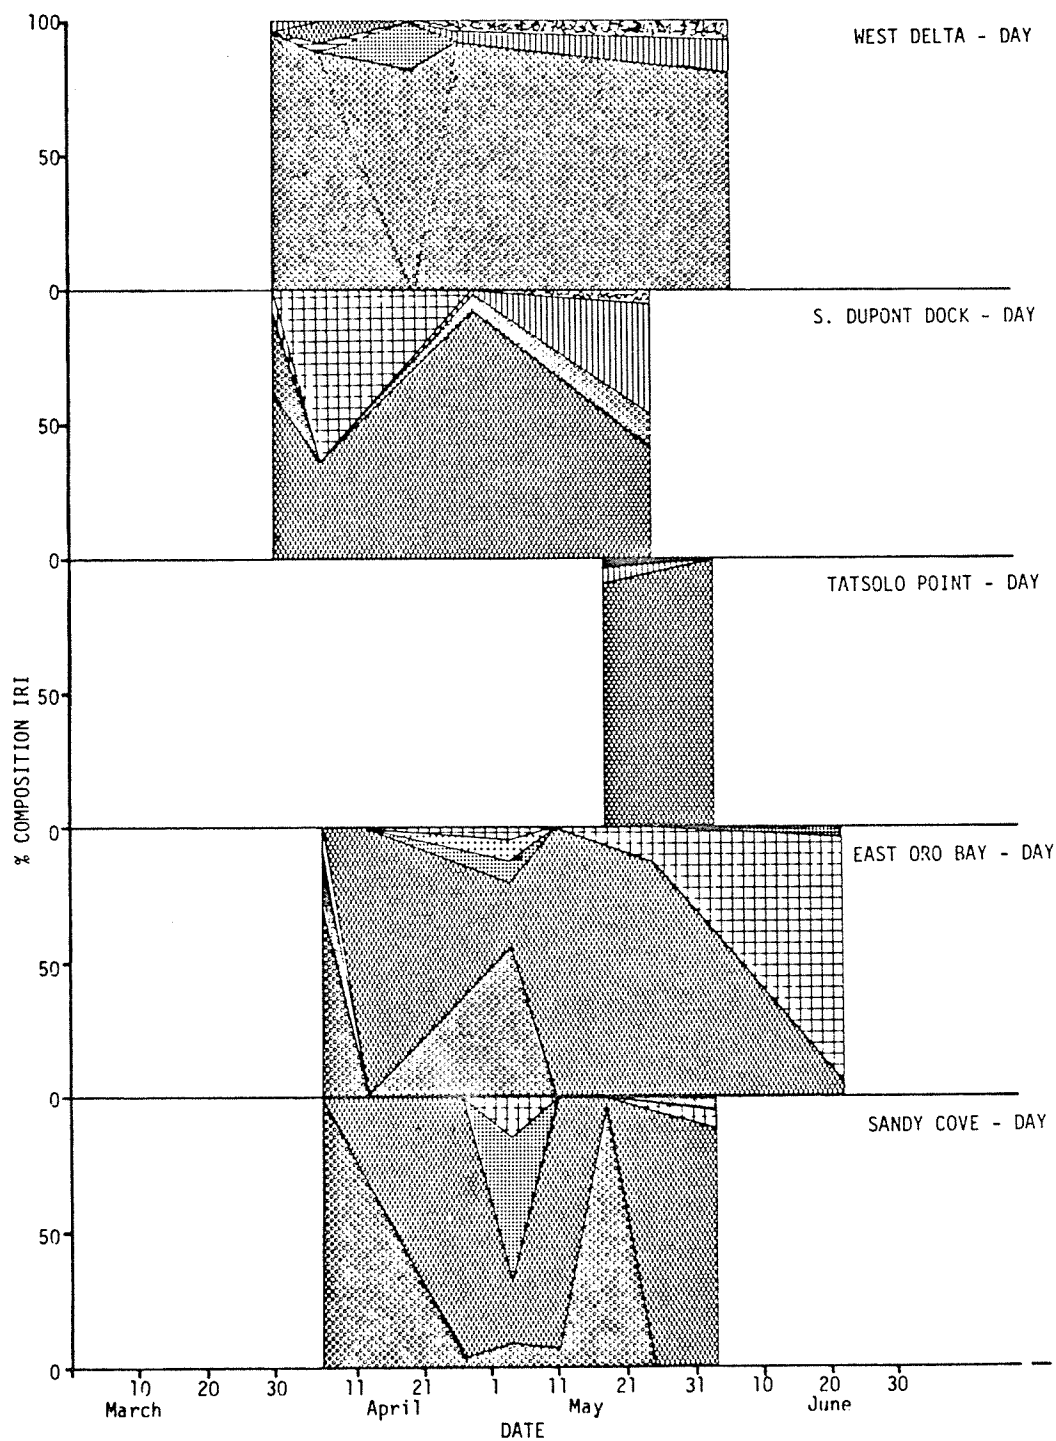 100
WEST DELTA - DAY
50
0
S. DUPONT DOCK - DAY
50
0
TATSOLO POINT - DAY
50
% COMPOSITION IRI
0
EAST ORO BAY - DAY
50
0
SANDY COVE - DAY
50
0
10 20 30 11 21 1 11 21 31 10 20 30
March April May June
DATE